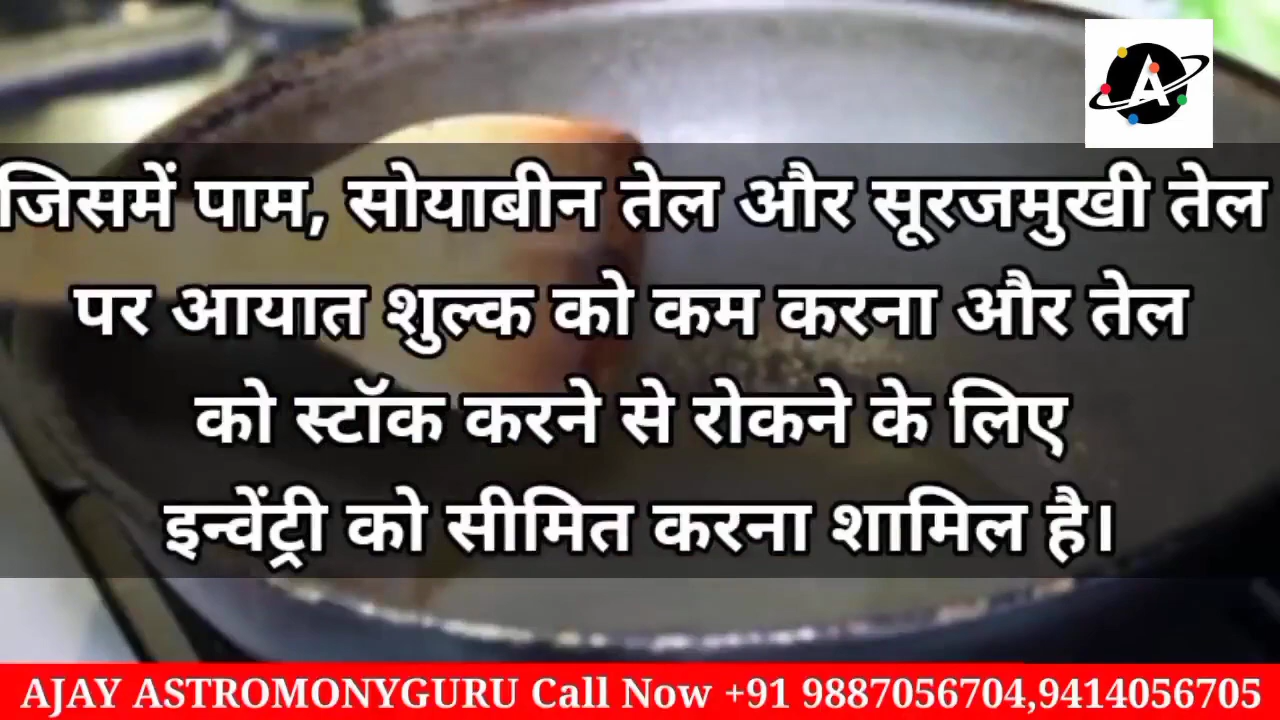 A
जिसमें पाम, सोयाबीन तेल और सूरजमुखी तेल
पर आयात शुल्क को कम करना और तेल
को स्टॉक करने से रोकने के लिए
इन्वेंट्री को सीमित करना शामिल है।
AJAY ASTROMONYGURU Call Now +91 9887056704,9414056705